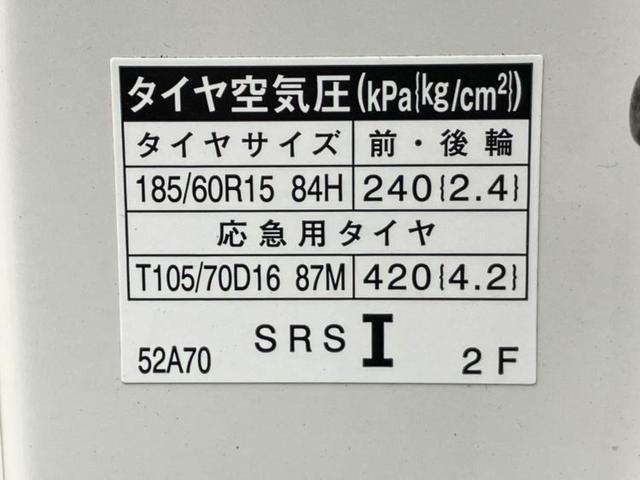 タイヤ空気圧(kPa{kg/cm²})
タイヤサイズ 前・後輪
185/60R15 84H 240{2.4}
応急用タイヤ
T105/70D16 87M 420{4.2}
52A70 SRS I 2F